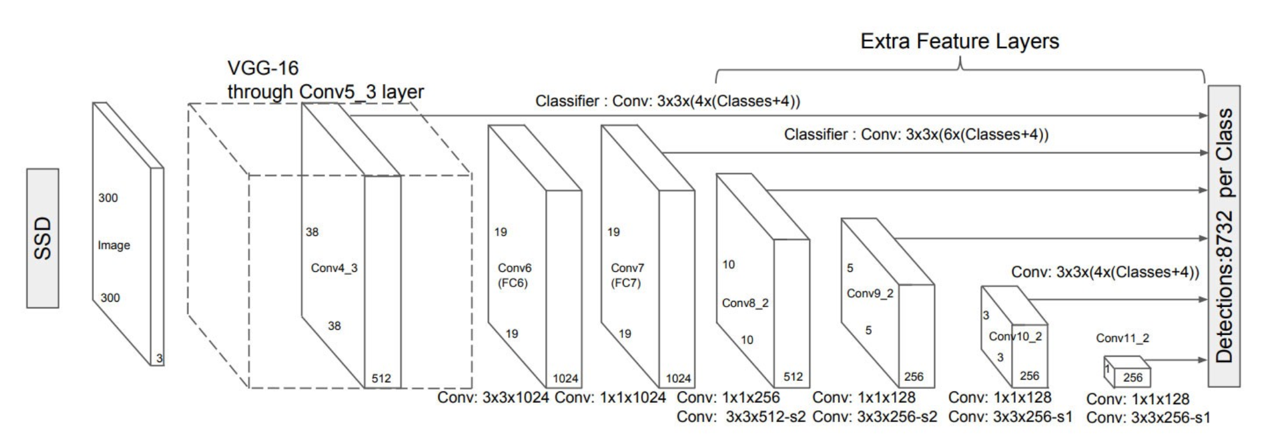 Extra Feature Layers
VGG-16
through Conv5_3 layer
Classifier : Conv: 3x3x(4x(Classes+4))
Classifier : Conv: 3x3x(6x(Classes+4))
SSD
300
Image
300
3
38
Conv4_3
38
512
19
Conv6
(FC6)
19
1024
19
Conv7
(FC7)
19
1024
10
Conv8_2
10
512
5
Conv9_2
5
256
Conv: 3x3x(4x(Classes+4))
3
Conv10_2
3
256
Conv11_2
1
256
Detections:8732 per Class
Conv: 3x3x1024
Conv: 1x1x1024
Conv: 1x1x256
Conv: 3x3x512-s2
Conv: 1x1x128
Conv: 3x3x256-s2
Conv: 1x1x128
Conv: 3x3x256-s1
Conv: 1x1x128
Conv: 3x3x256-s1